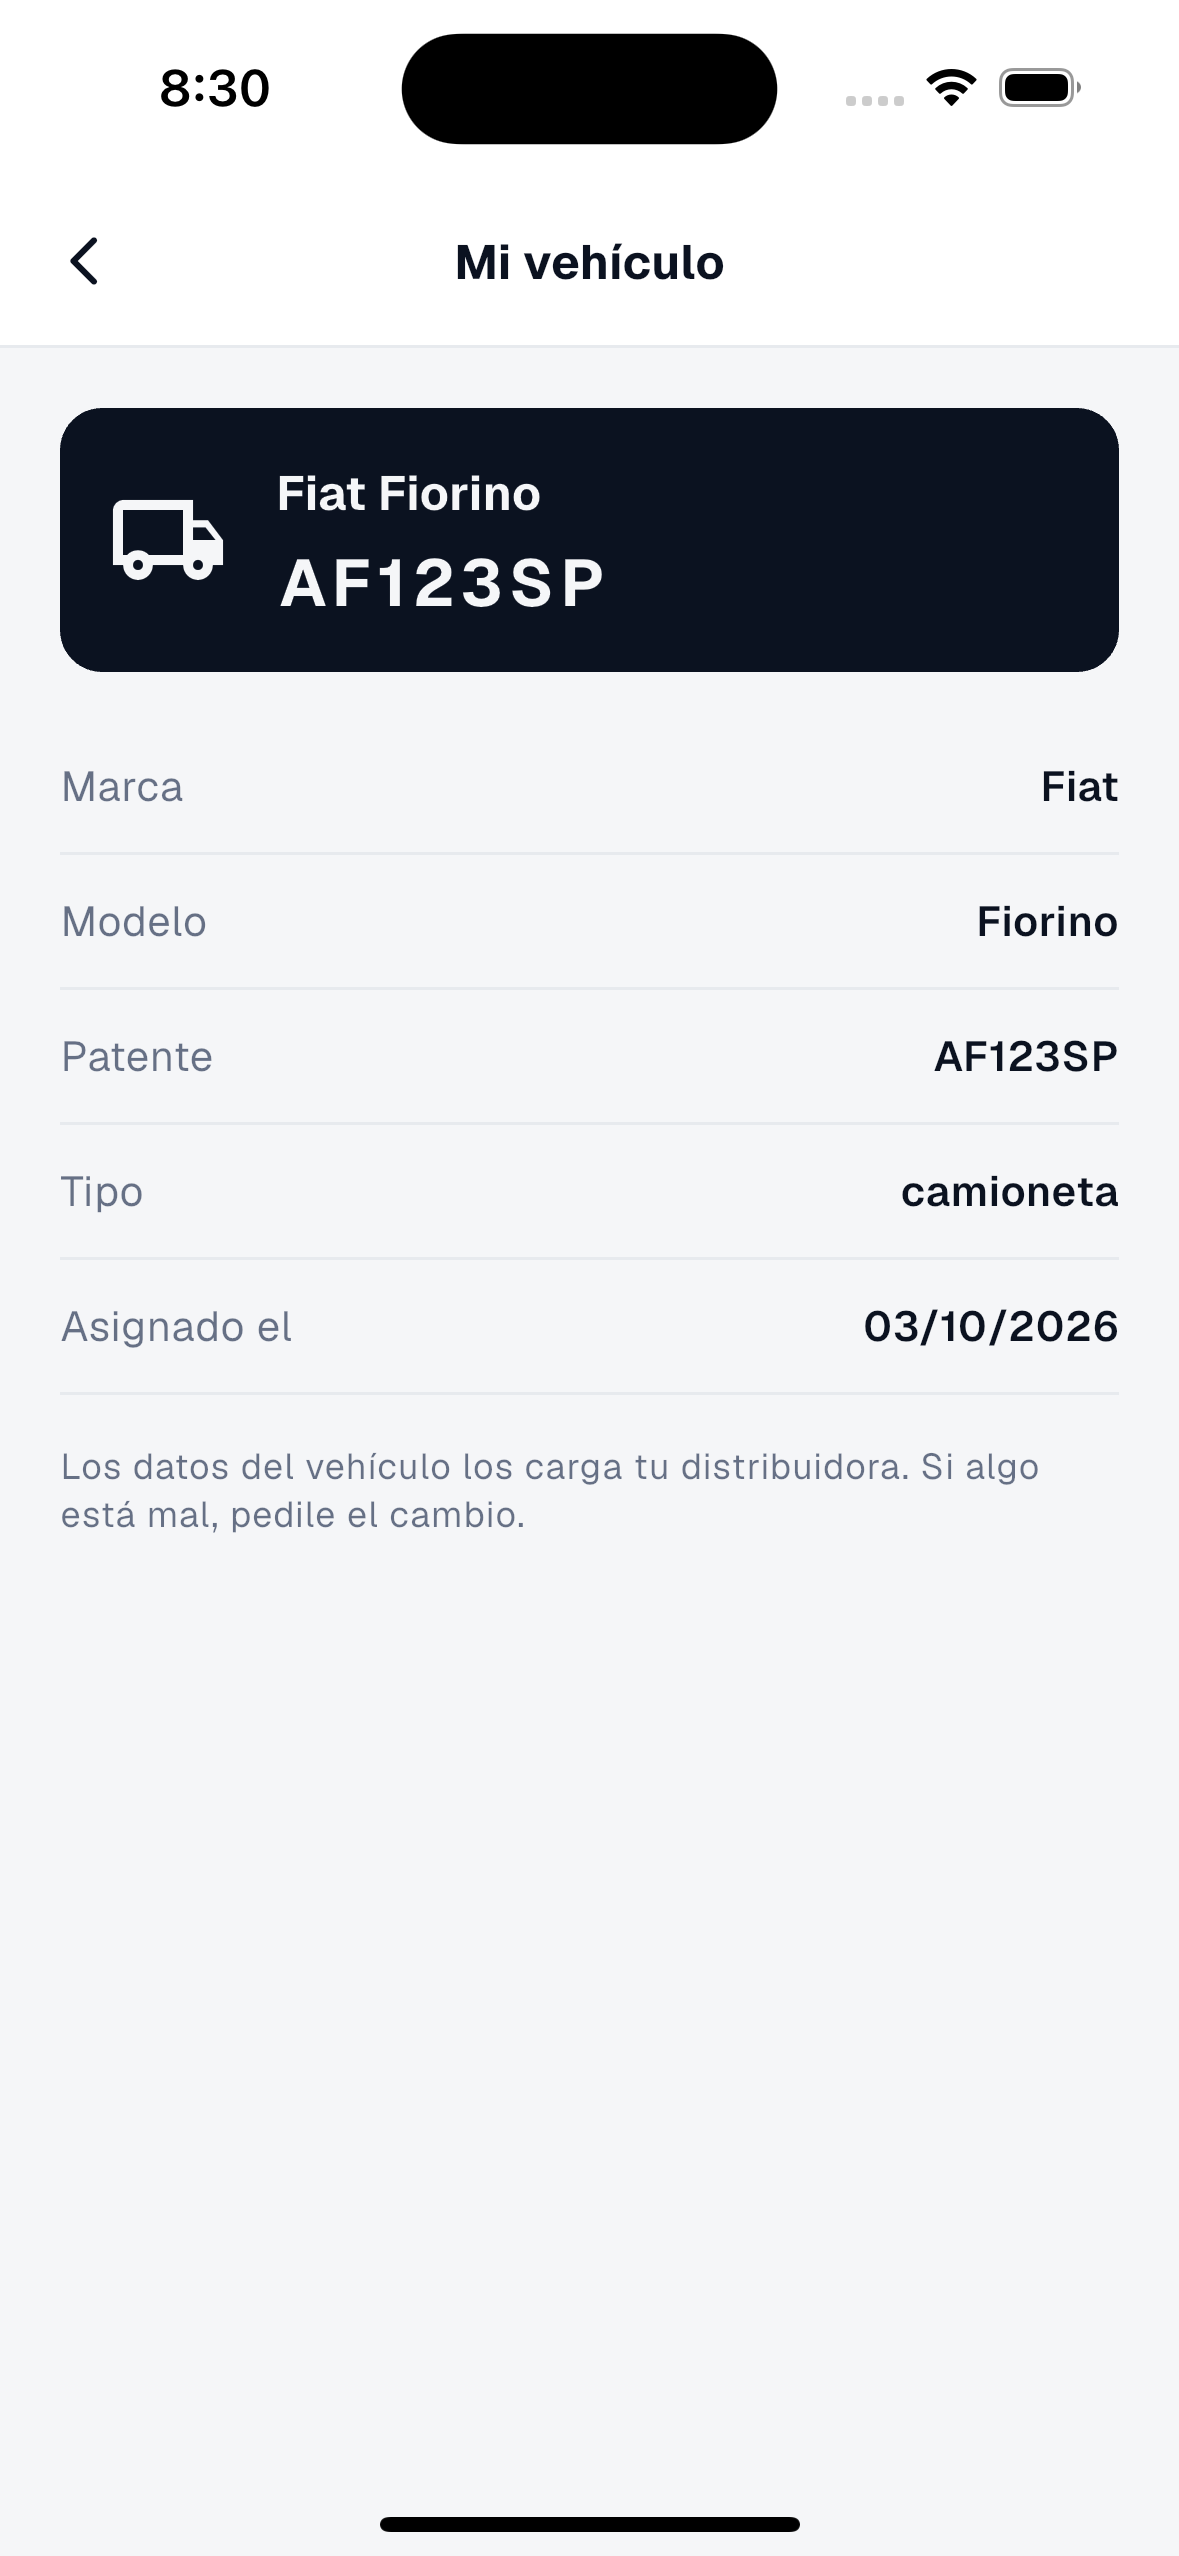 8:30
Mi vehículo
Fiat Fiorino
AF123SP
Marca Fiat
Modelo Fiorino
Patente AF123SP
Tipo camioneta
Asignado el 03/10/2026
Los datos del vehículo los carga tu distribuidora. Si algo
está mal, pedile el cambio.